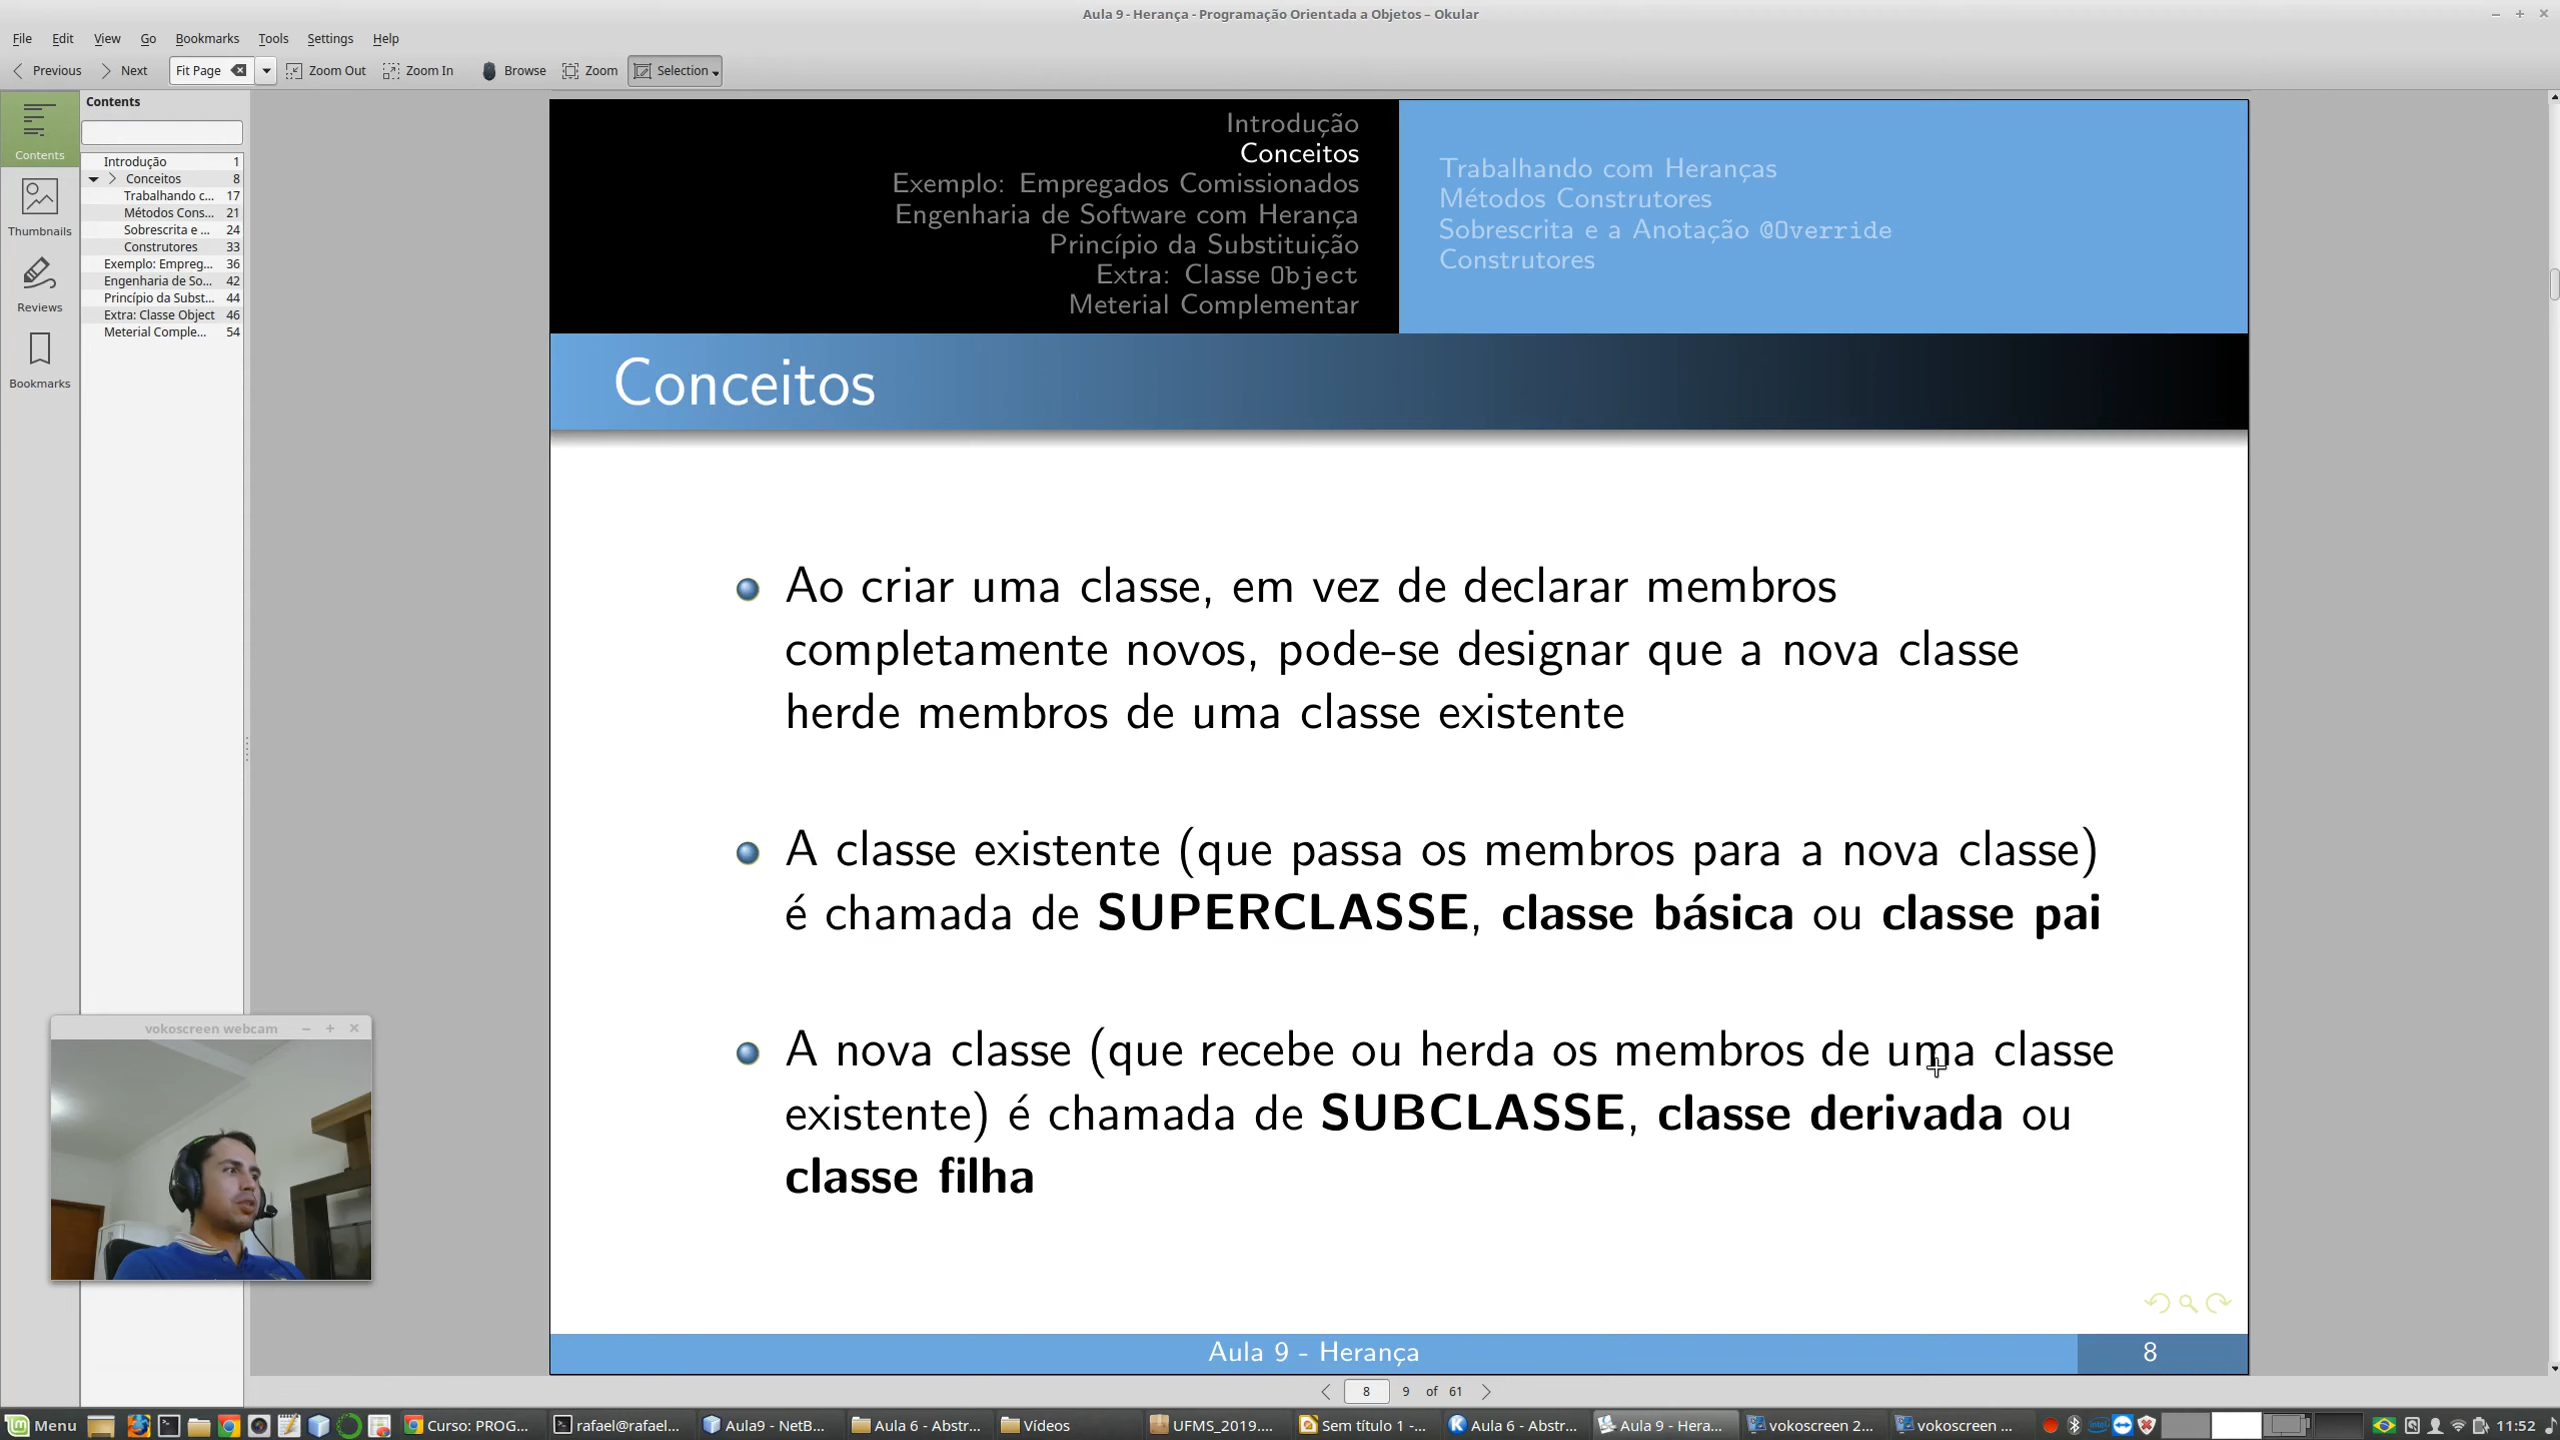 Aula 9 - Herança - Programação Orientada a Objetos – Okular
File Edit View Go Bookmarks Tools Settings Help
Previous Next Fit Page Zoom Out Zoom In Browse Zoom Selection
Contents
Contents
Thumbnails
Reviews
Bookmarks
Introdução 1
Conceitos 8
Trabalhando c... 17
Métodos Cons... 21
Sobrescrita e ... 24
Construtores 33
Exemplo: Empreg... 36
Engenharia de So... 42
Princípio da Subst... 44
Extra: Classe Object 46
Meterial Comple... 54
Introdução
Conceitos
Exemplo: Empregados Comissionados
Engenharia de Software com Herança
Princípio da Substituição
Extra: Classe Object
Meterial Complementar
Trabalhando com Heranças
Métodos Construtores
Sobrescrita e a Anotação @Override
Construtores
Conceitos
Ao criar uma classe, em vez de declarar membros
completamente novos, pode-se designar que a nova classe
herde membros de uma classe existente
A classe existente (que passa os membros para a nova classe)
é chamada de SUPERCLASSE, classe básica ou classe pai
A nova classe (que recebe ou herda os membros de uma classe
existente) é chamada de SUBCLASSE, classe derivada ou
classe filha
Aula 9 - Herança 8
vokoscreen webcam
8 9 of 61
Menu Curso: PROG... rafael@rafael... Aula9 - NetB... Aula 6 - Abstr... Vídeos UFMS_2019.... Sem título 1 -... Aula 6 - Abstr... Aula 9 - Hera... vokoscreen 2... vokoscreen ... 11:52